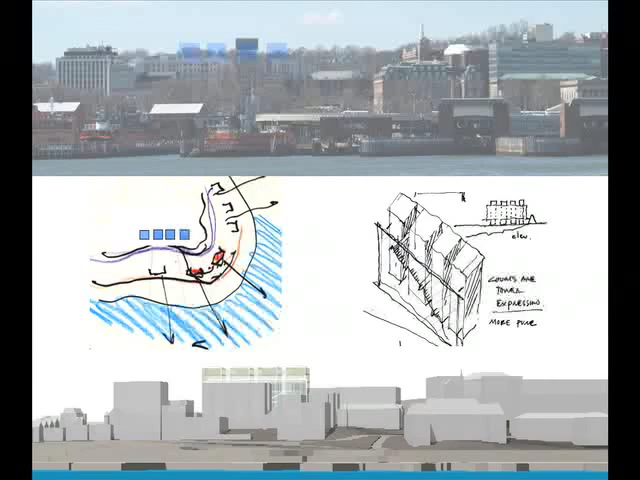 elev.
COURTS ARE
TOWER
EXPRESSION.
MORE PURE